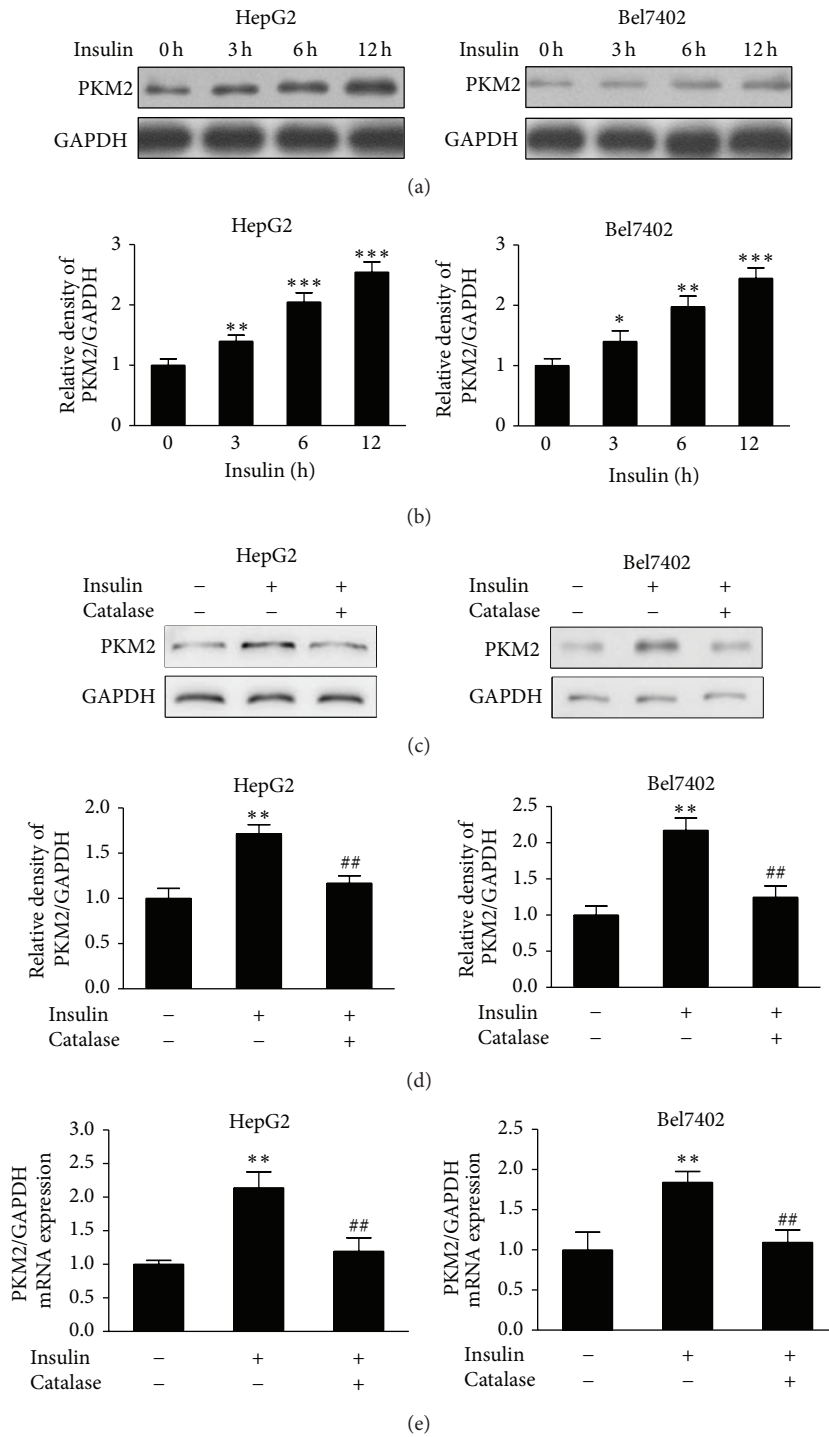 HepG2
Insulin 0 h 3 h 6 h 12 h
PKM2
GAPDH
Bel7402
Insulin 0 h 3 h 6 h 12 h
PKM2
GAPDH
(a)
HepG2
Relative density of
PKM2/GAPDH
3
2
1
0
**
***
***
0 3 6 12
Insulin (h)
Bel7402
Relative density of
PKM2/GAPDH
3
2
1
0
*
**
***
0 3 6 12
Insulin (h)
(b)
HepG2
Insulin − + +
Catalase − − +
PKM2
GAPDH
Bel7402
Insulin − + +
Catalase − − +
PKM2
GAPDH
(c)
HepG2
Relative density of
PKM2/GAPDH
2.0
1.5
1.0
0.5
0.0
**
##
Insulin − + +
Catalase − − +
Bel7402
Relative density of
PKM2/GAPDH
2.5
2.0
1.5
1.0
0.5
0.0
**
##
Insulin − + +
Catalase − − +
(d)
HepG2
PKM2/GAPDH
mRNA expression
3.0
2.5
2.0
1.5
1.0
0.5
0.0
**
##
Insulin − + +
Catalase − − +
Bel7402
PKM2/GAPDH
mRNA expression
2.5
2.0
1.5
1.0
0.5
0.0
**
##
Insulin − + +
Catalase − − +
(e)